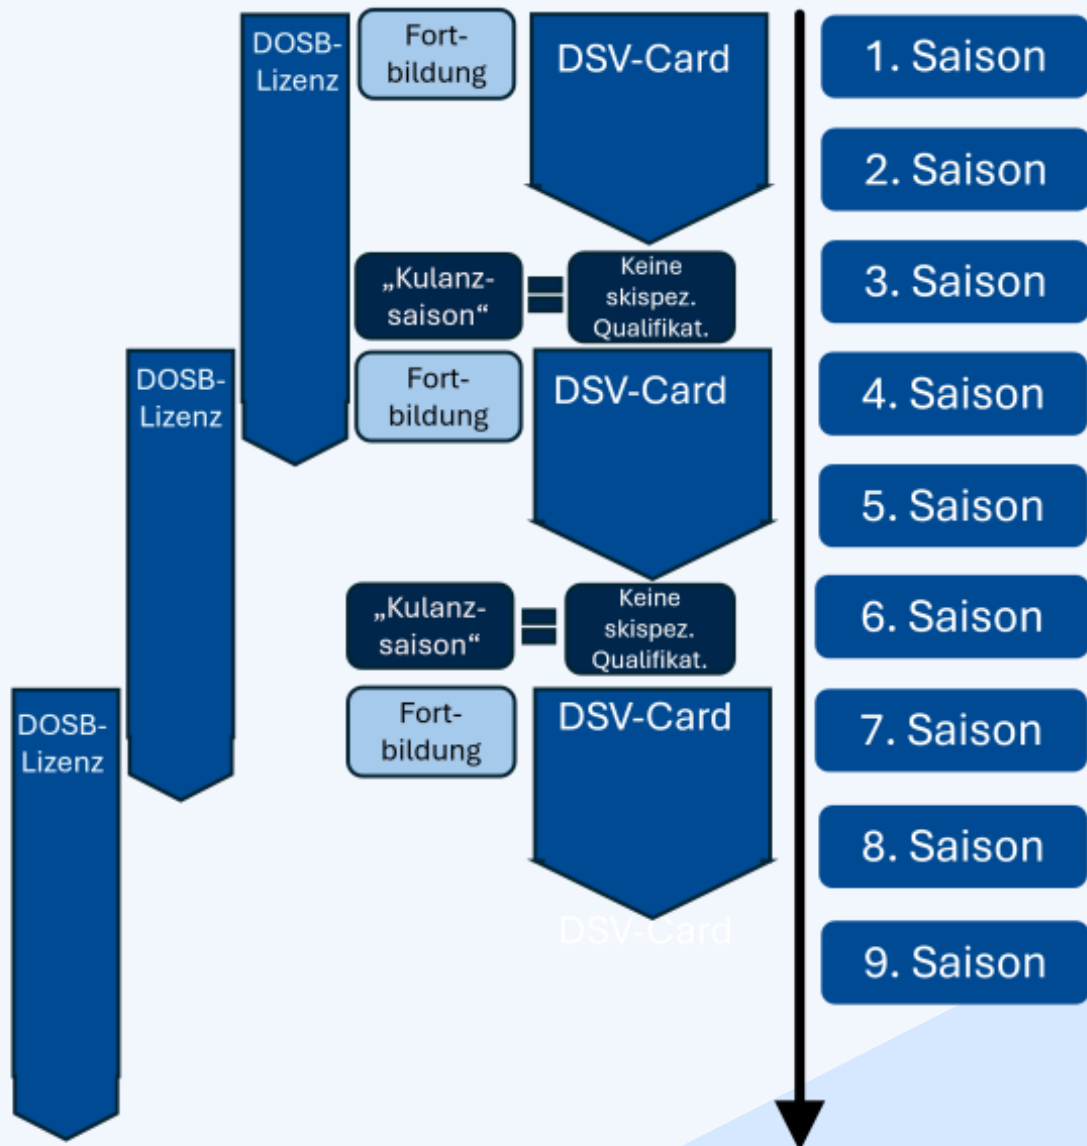 DOSB-
Lizenz
Fort-
bildung
DSV-Card
1. Saison
2. Saison
„Kulanz-
saison“
Keine
skispez.
Qualifikat.
3. Saison
DOSB-
Lizenz
Fort-
bildung
DSV-Card
4. Saison
5. Saison
„Kulanz-
saison“
Keine
skispez.
Qualifikat.
6. Saison
DOSB-
Lizenz
Fort-
bildung
DSV-Card
7. Saison
8. Saison
DSV-Card
9. Saison